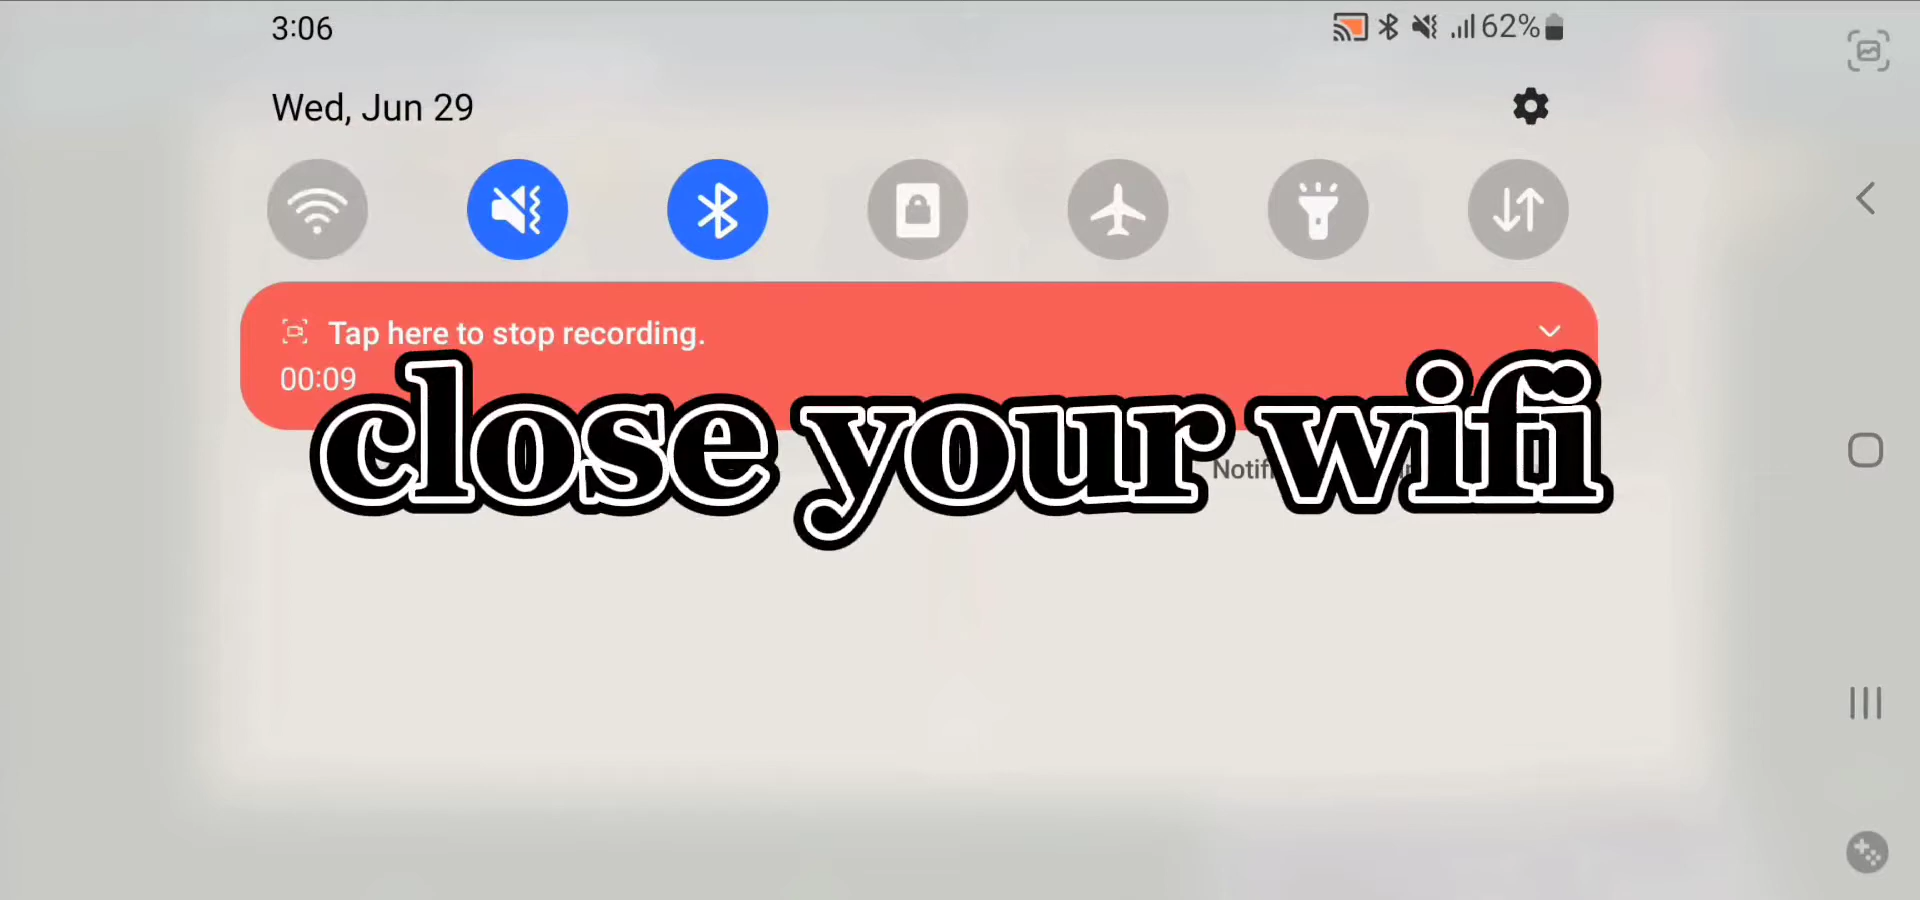 3:06
62%
Wed, Jun 29
Tap here to stop recording.
00:09
close your wifi